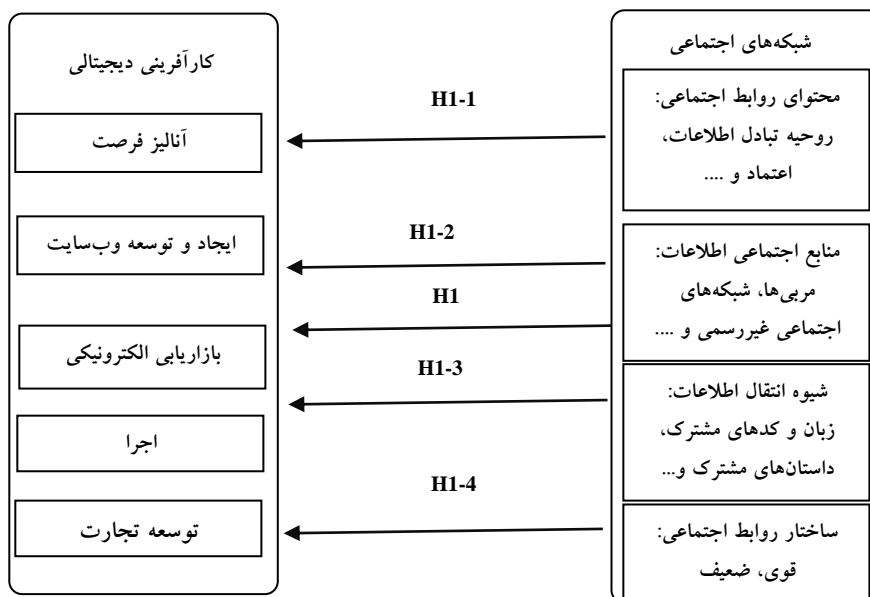 شبکه‌های اجتماعی
محتوای روابط اجتماعی:
روحیه تبادل اطلاعات،
اعتماد و ....
منابع اجتماعی اطلاعات:
مربی‌ها، شبکه‌های
اجتماعی غیررسمی و ....
شیوه انتقال اطلاعات:
زبان و کدهای مشترک،
داستان‌های مشترک و...
ساختار روابط اجتماعی:
قوی، ضعیف
H1-1
H1-2
H1
H1-3
H1-4
کارآفرینی دیجیتالی
آنالیز فرصت
ایجاد و توسعه وب‌سایت
بازاریابی الکترونیکی
اجرا
توسعه تجارت